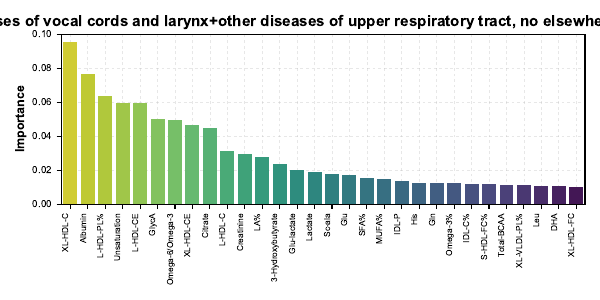 ses of vocal cords and larynx+other diseases of upper respiratory tract, no elsewhe
Importance
0.10
0.08
0.06
0.04
0.02
0.00
XL-HDL-C
Albumin
L-HDL-PL%
Unsaturation
L-HDL-CE
GlycA
Omega-6/Omega-3
XL-HDL-CE
Citrate
L-HDL-C
Creatinine
LA%
3-Hydroxybutyrate
Glu-lactate
Lactate
Glu
SFA%
MUFA%
IDL-P
His
Gln
Omega-3%
IDL-C%
S-HDL-FC%
Total-BCAA
XL-VLDL-PL%
Leu
DHA
XL-HDL-FC